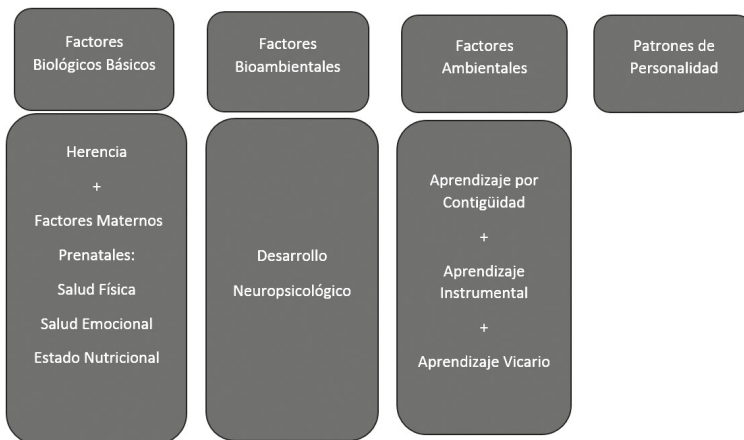 Factores
Biológicos Básicos
Factores
Bioambientales
Factores
Ambientales
Patrones de
Personalidad
Herencia
+
Factores Maternos
Prenatales:
Salud Física
Salud Emocional
Estado Nutricional
Desarrollo
Neuropsicológico
Aprendizaje por
Contigüidad
+
Aprendizaje
Instrumental
+
Aprendizaje Vicario